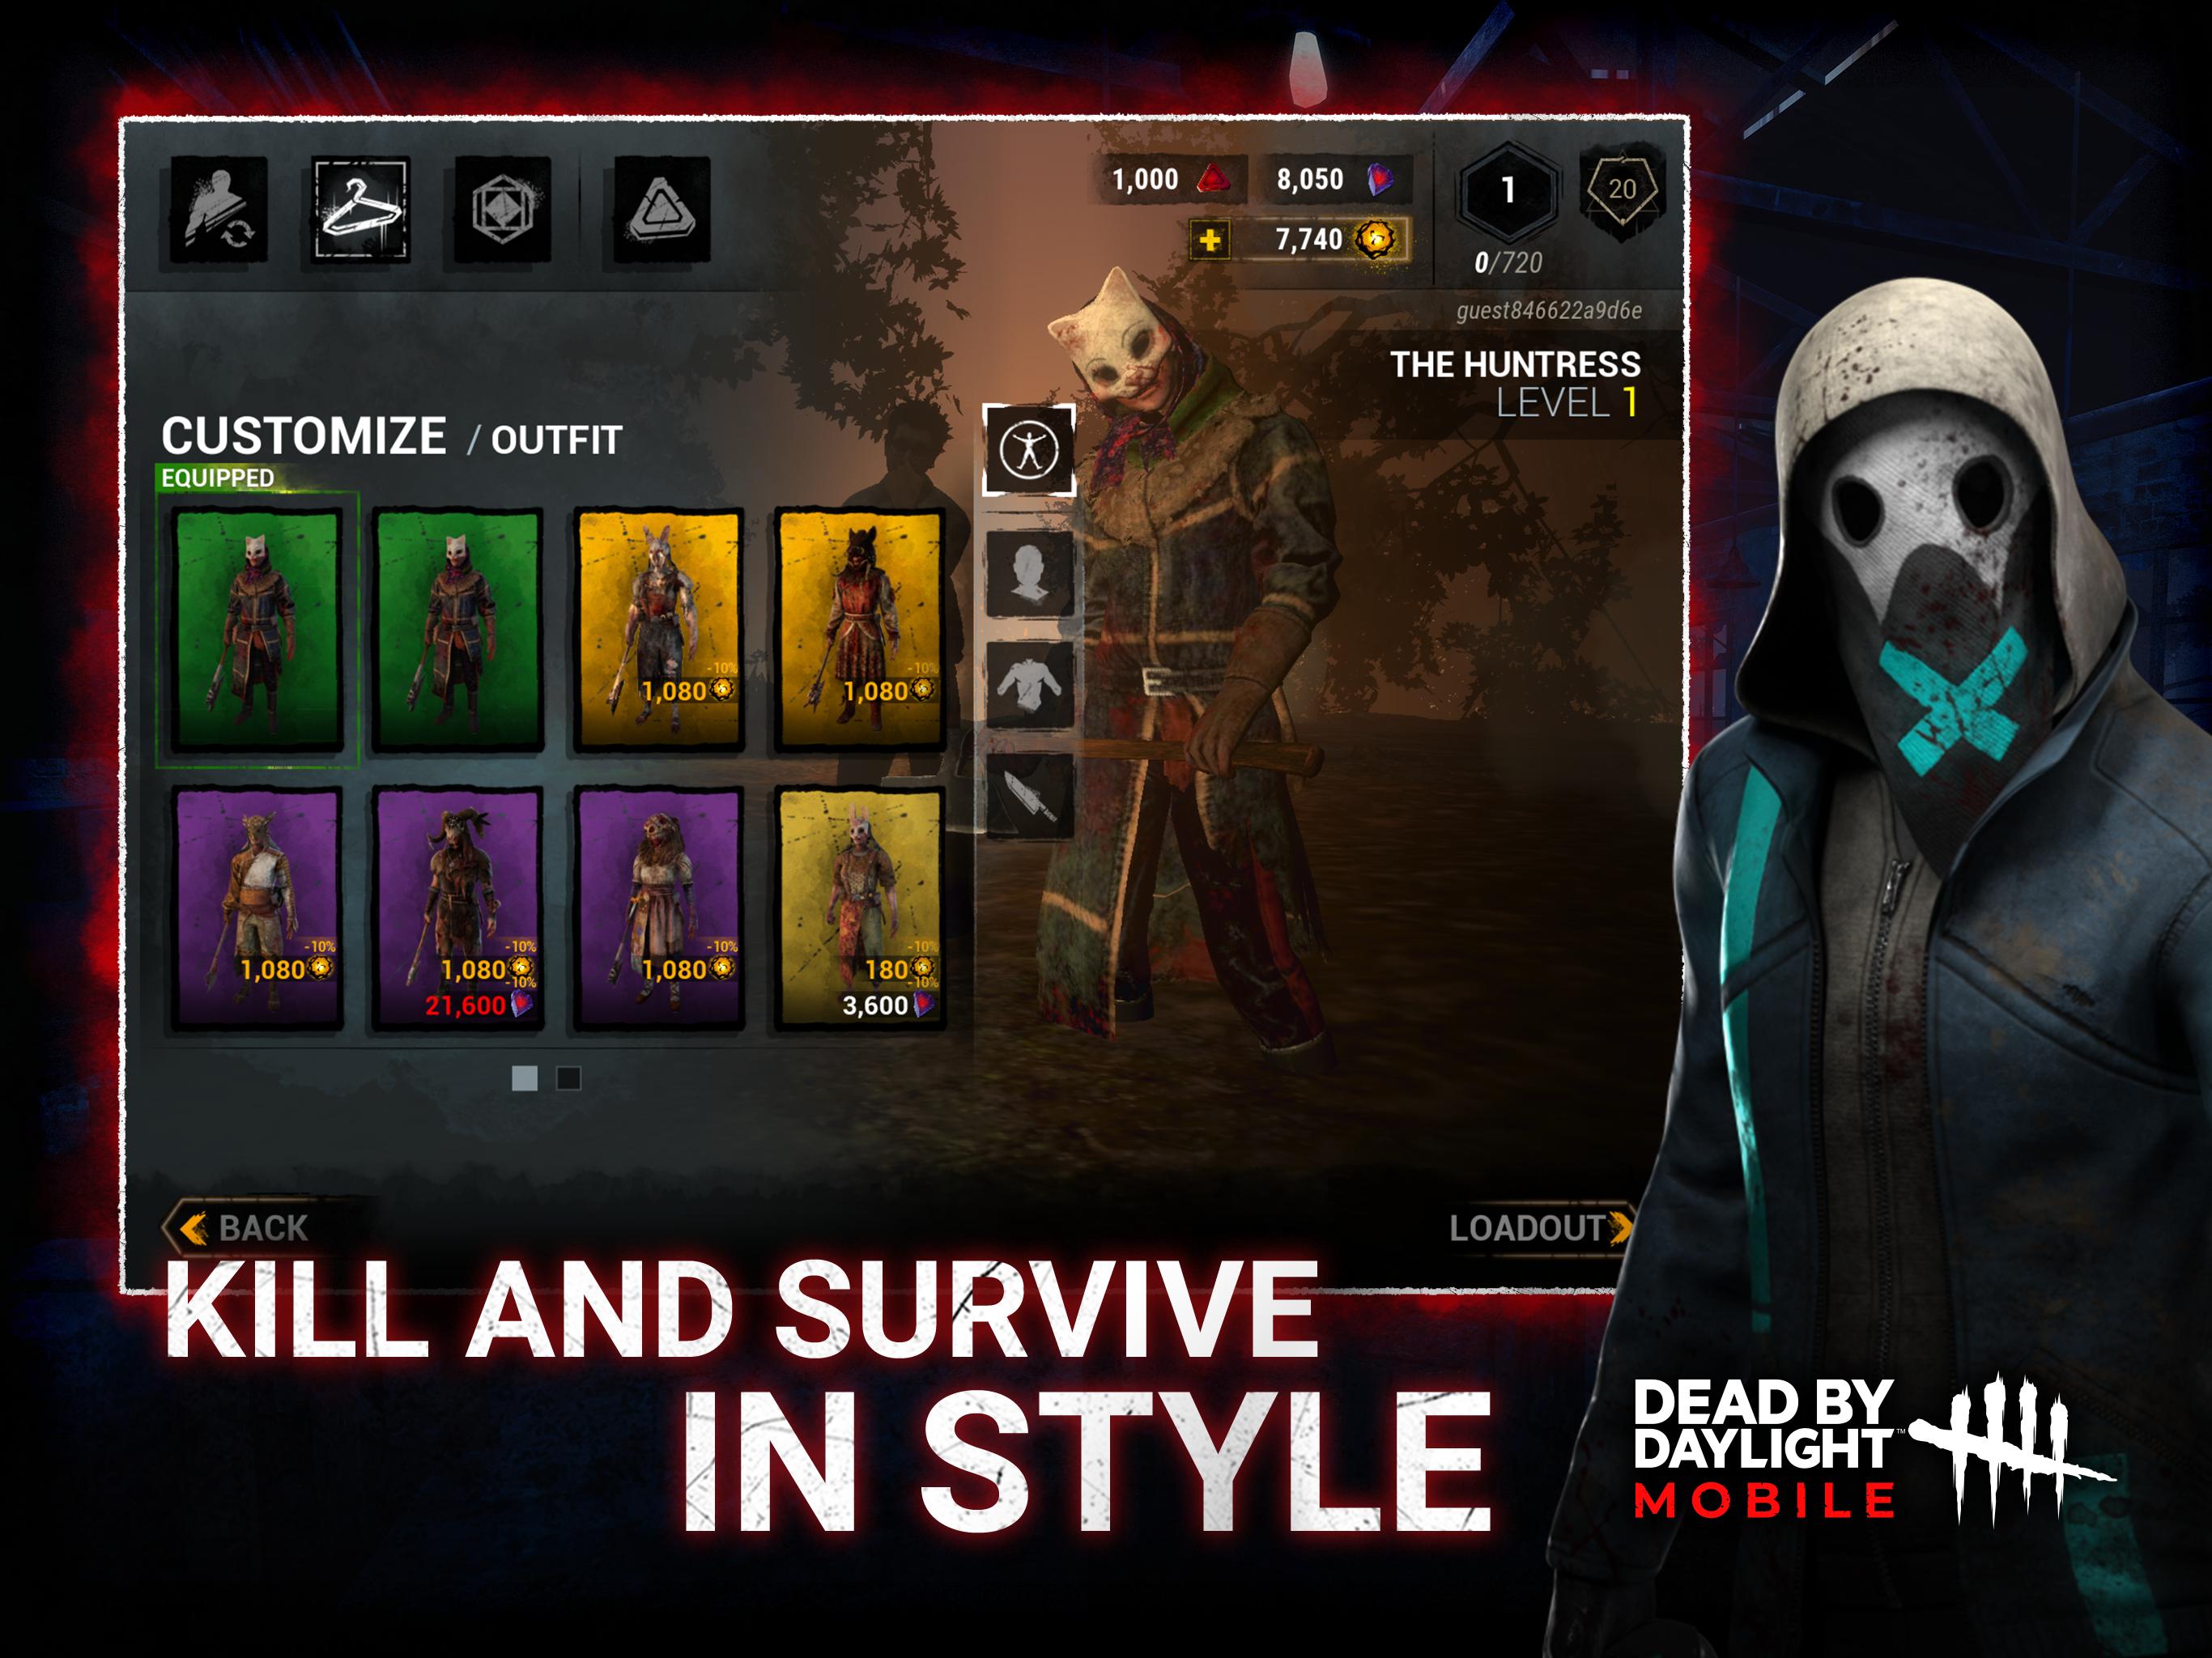 1,000
8,050
1
20
7,740
0/720
guest846622a9d6e
THE HUNTRESS
LEVEL 1
CUSTOMIZE / OUTFIT
EQUIPPED
-10%
1,080
-10%
1,080
-10%
1,080
-10%
1,080
-10%
21,600
-10%
1,080
-10%
180
-10%
3,600
BACK
LOADOUT
KILL AND SURVIVE
IN STYLE
DEAD BY
DAYLIGHT™
MOBILE